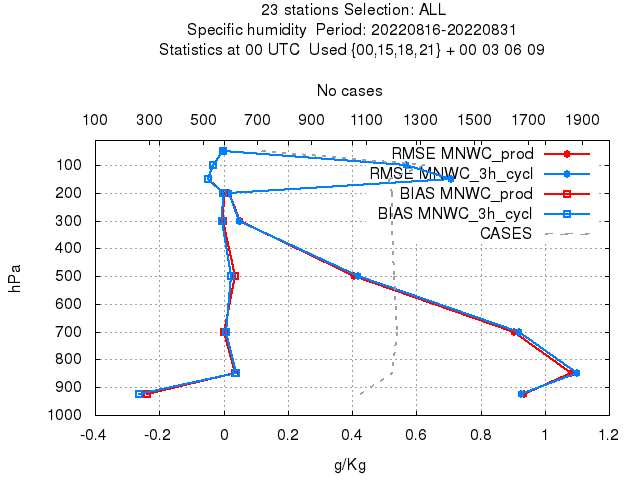 23 stations Selection: ALL
Specific humidity Period: 20220816-20220831
Statistics at 00 UTC Used {00,15,18,21} + 00 03 06 09
No cases
100 300 500 700 900 1100 1300 1500 1700 1900
RMSE MNWC_prod
RMSE MNWC_3h_cycl
BIAS MNWC_prod
BIAS MNWC_3h_cycl
CASES
hPa
100
200
300
400
500
600
700
800
900
1000
-0.4 -0.2 0 0.2 0.4 0.6 0.8 1 1.2
g/Kg